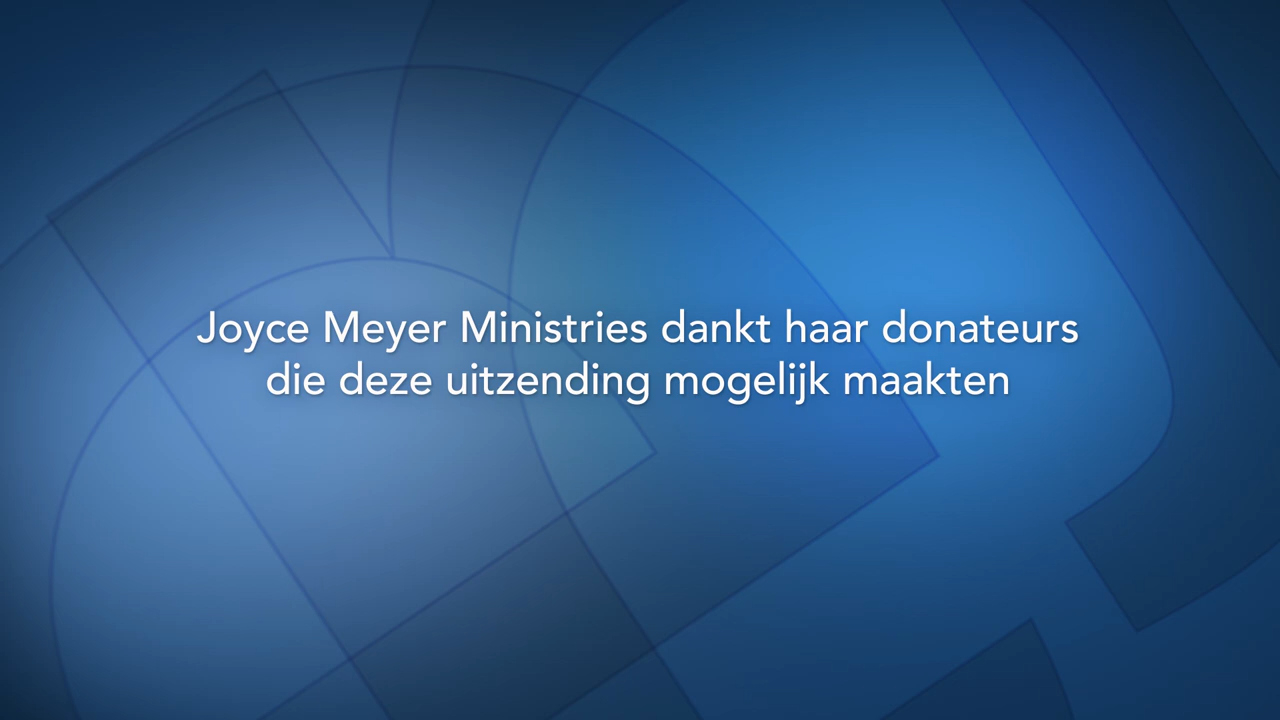 Joyce Meyer Ministries dankt haar donateurs
die deze uitzending mogelijk maakten